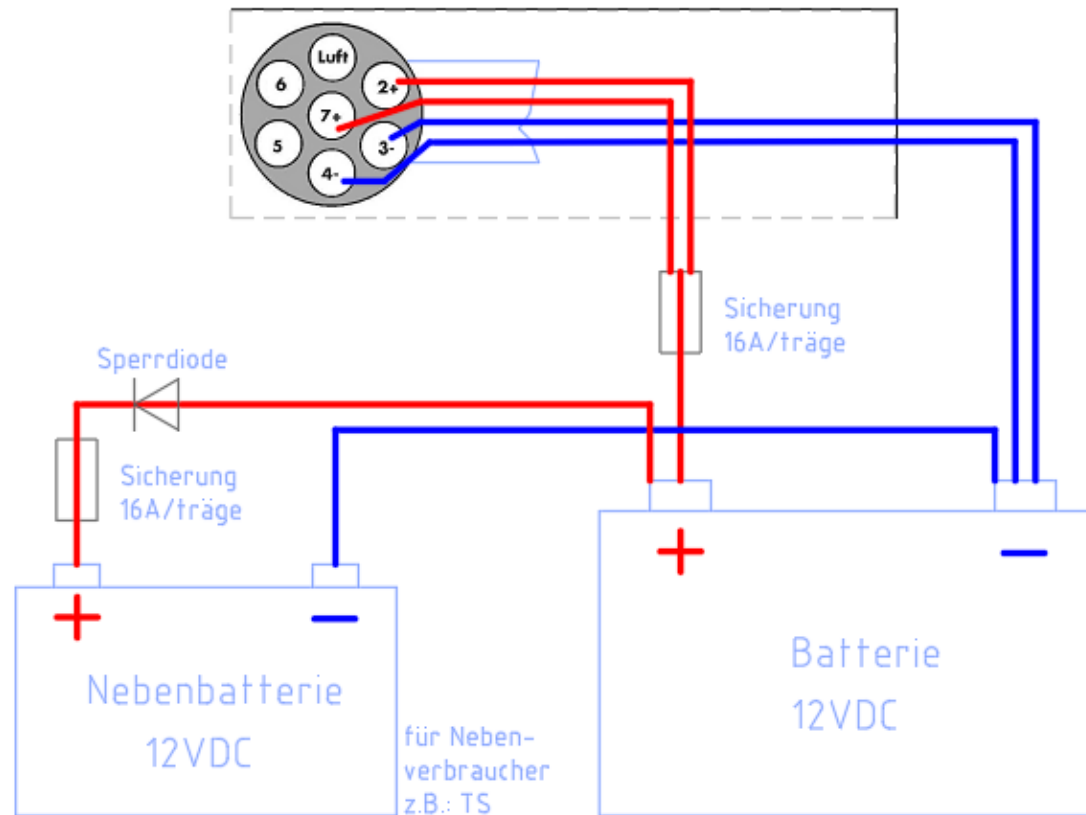 Luft
6
2+
7+
5
3-
4-
Sicherung
16A/träge
Sperrdiode
Sicherung
16A/träge
+
−
+
−
Batterie
12VDC
Nebenbatterie
12VDC
für Neben-
verbraucher
z.B.: TS